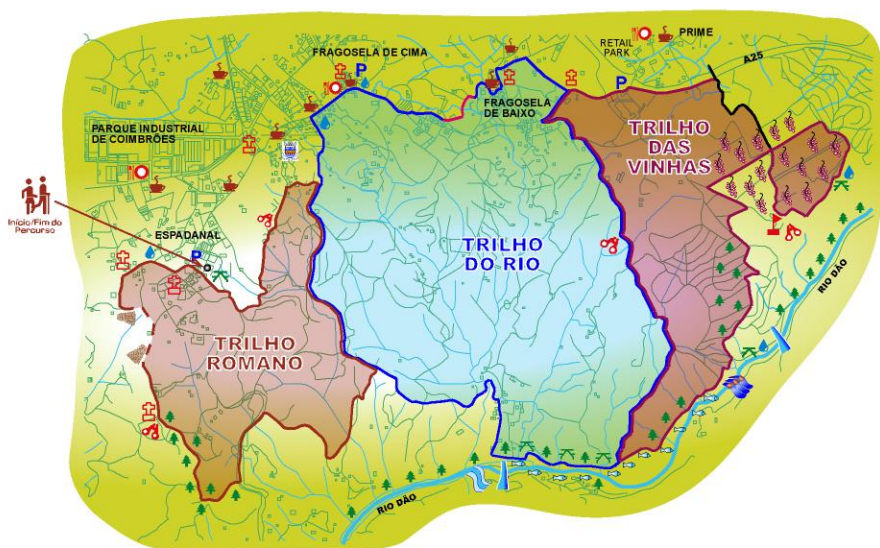 FRAGOSELA DE CIMA
P
RETAIL
PARK
PRIME
A25
P
FRAGOSELA
DE BAIXO
PARQUE INDUSTRIAL
DE COIMBRÕES
TRILHO
DAS
VINHAS
Início/Fim do
Percurso
ESPADANAL
P
TRILHO
DO RIO
RIO DÃO
TRILHO
ROMANO
RIO DÃO